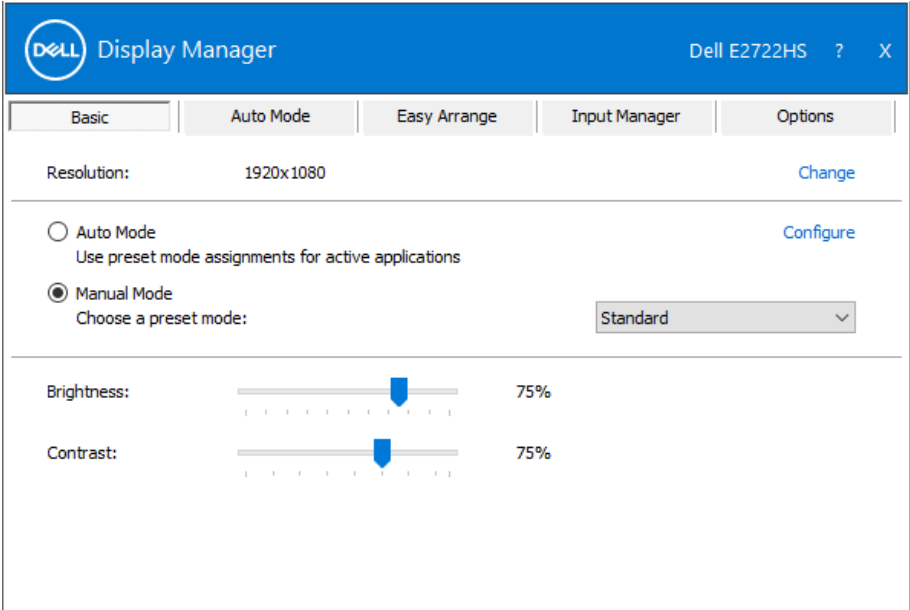 DELL Display Manager Dell E2722HS ? X
Basic Auto Mode Easy Arrange Input Manager Options
Resolution: 1920x1080 Change
Auto Mode Configure
Use preset mode assignments for active applications
Manual Mode
Choose a preset mode: Standard
Brightness: 75%
Contrast: 75%